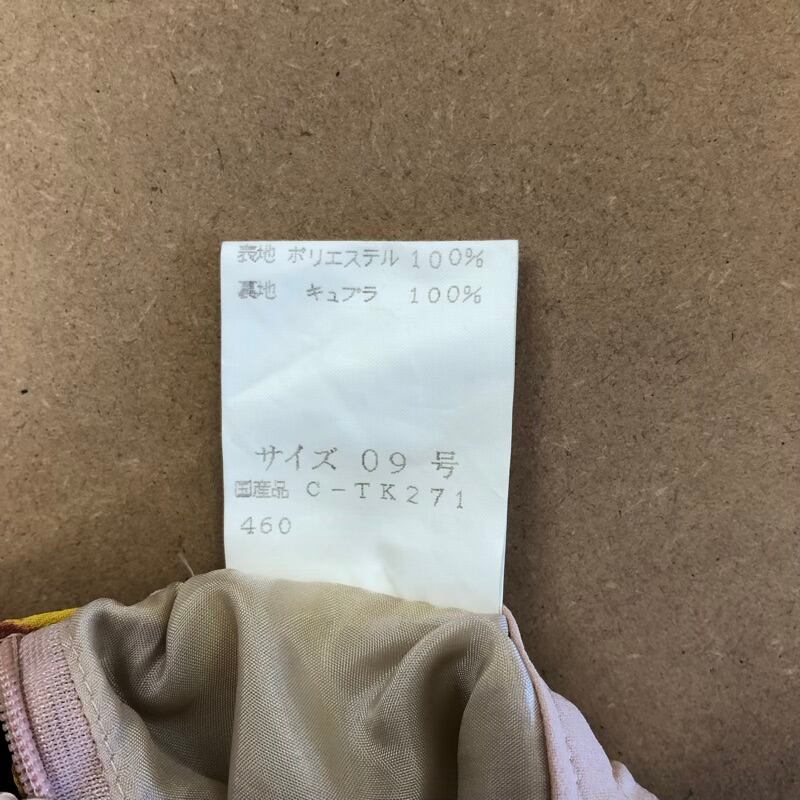 表地 ポリエステル 100%
裏地 キュプラ 100%
サイズ 09 号
国産品 C-TK271
460